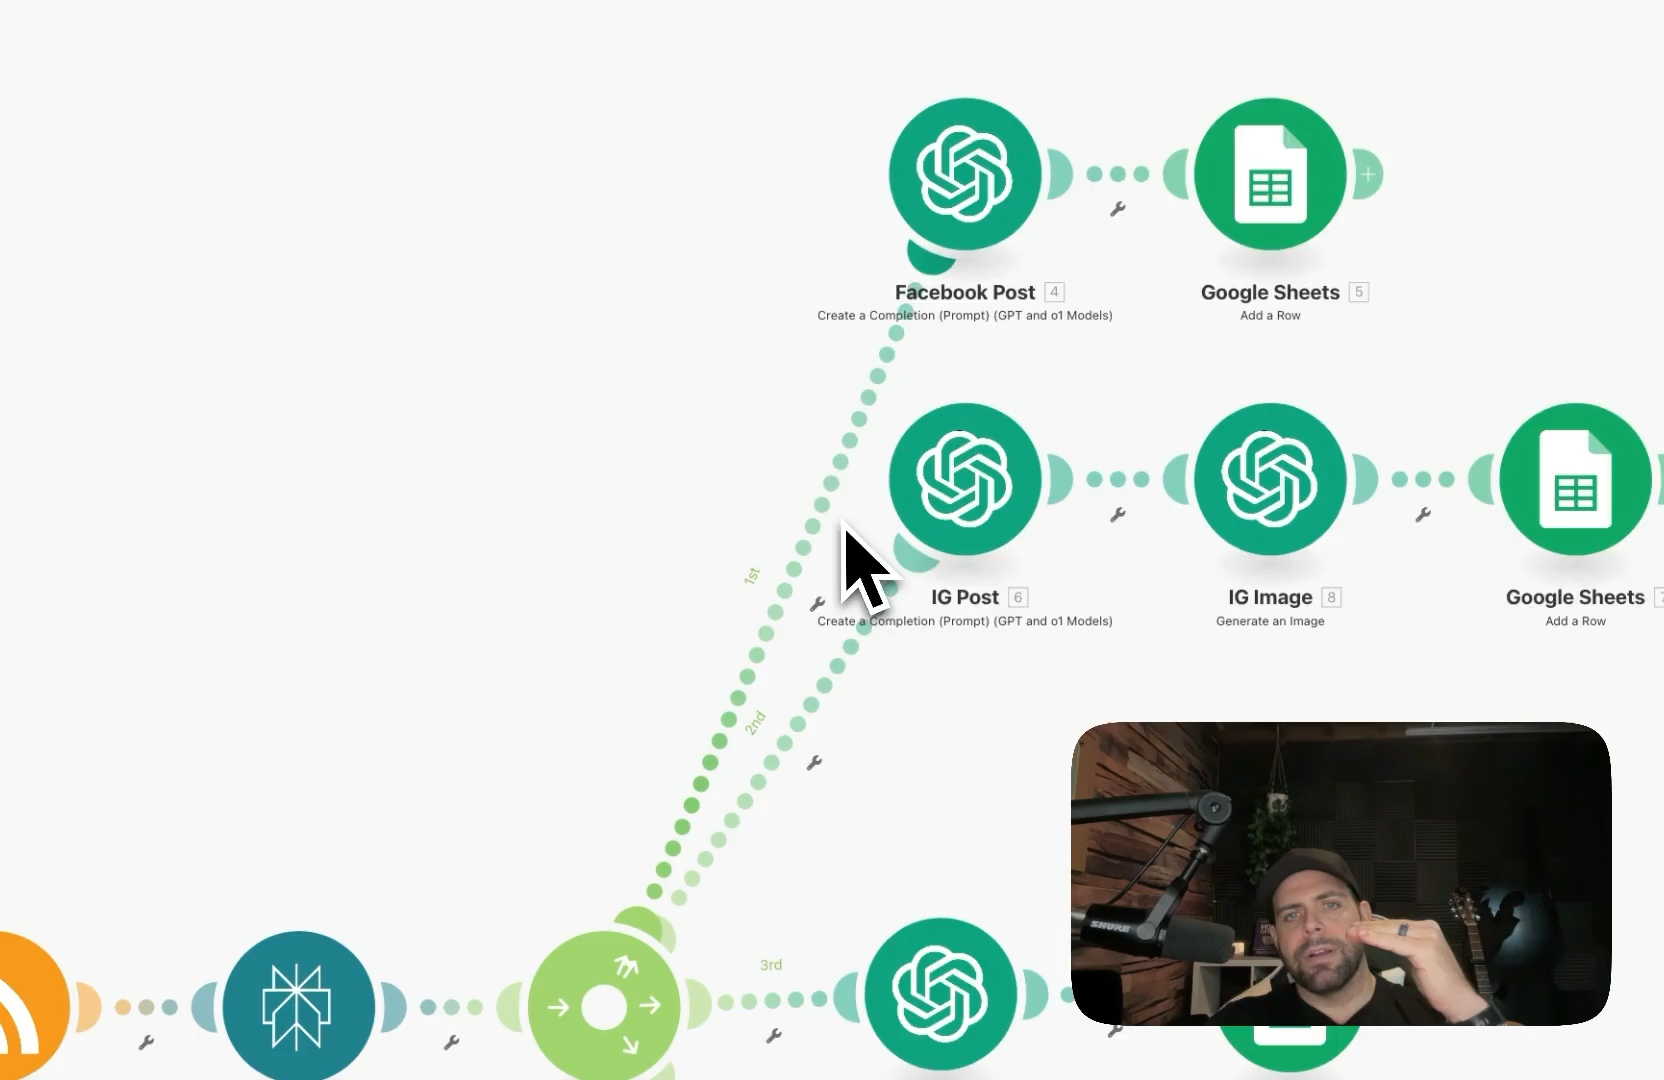 Facebook Post 4
Create a Completion (Prompt) (GPT and o1 Models)
Google Sheets 5
Add a Row
1st
IG Post 6
Create a Completion (Prompt) (GPT and o1 Models)
IG Image 8
Generate an Image
Google Sheets 7
Add a Row
2nd
3rd
SHURE